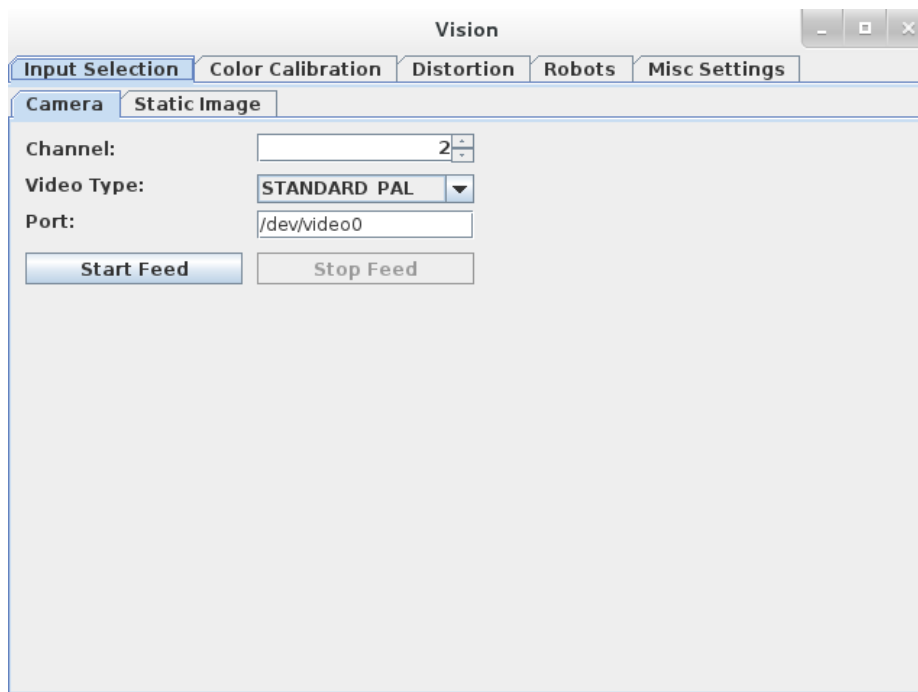 Vision
Input Selection Color Calibration Distortion Robots Misc Settings
Camera Static Image
Channel: 2
Video Type: STANDARD PAL
Port: /dev/video0
Start Feed Stop Feed